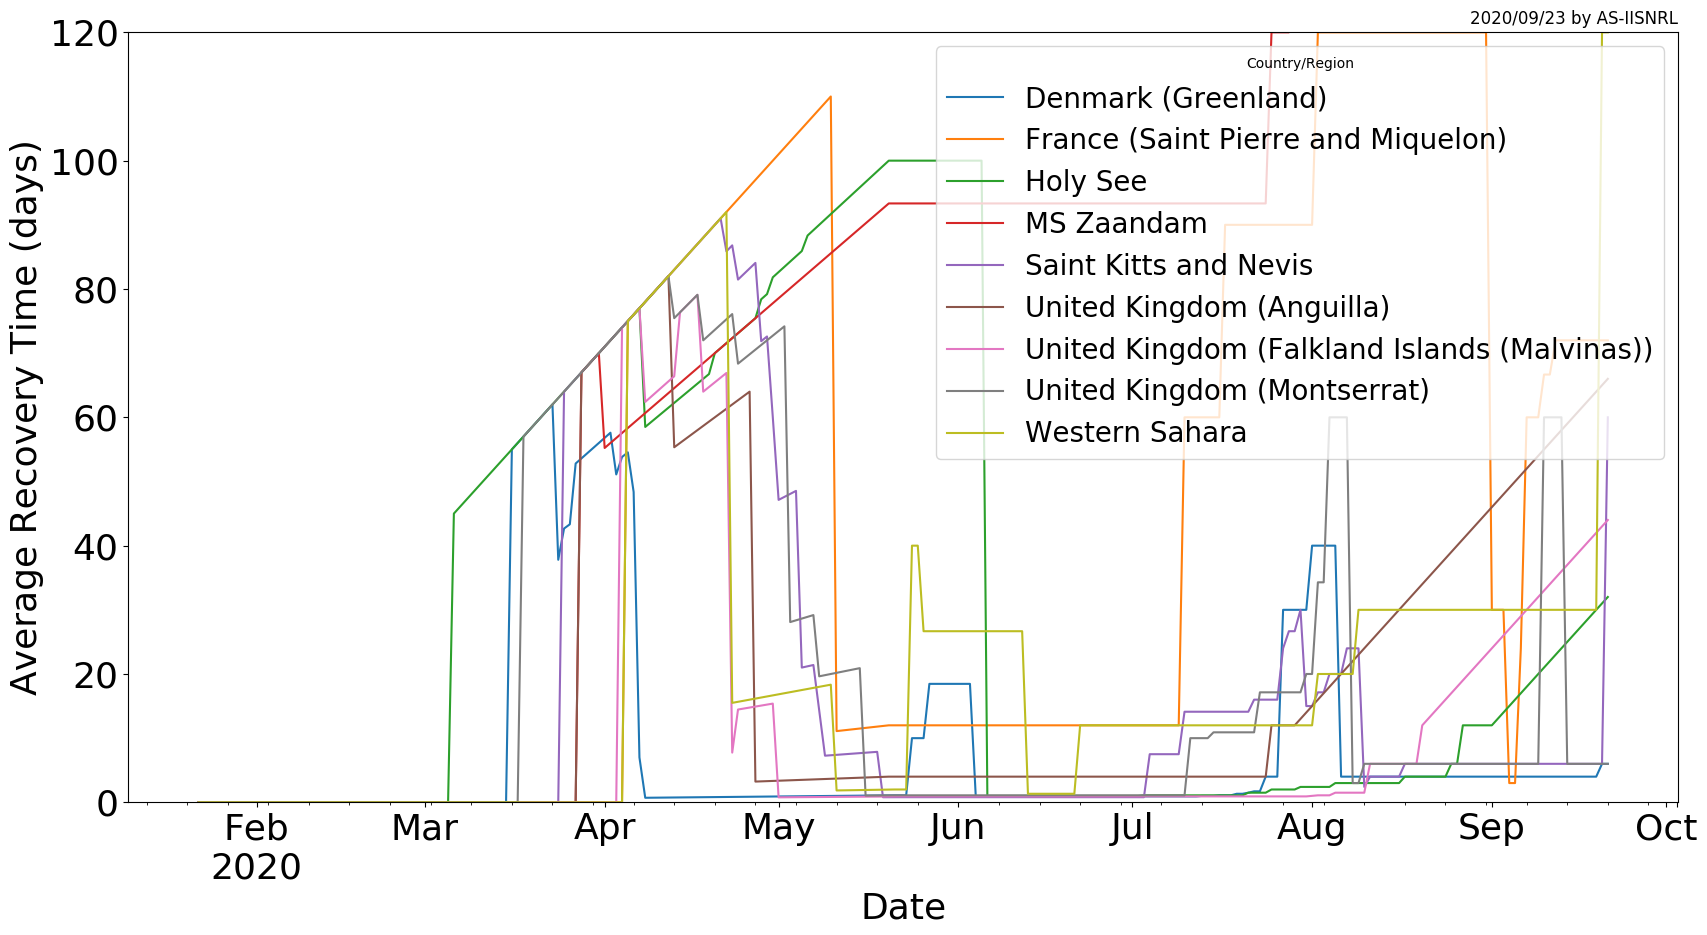 2020/09/23 by AS-IISNRL
120
100
80
60
40
20
0
Average Recovery Time (days)
Country/Region
Denmark (Greenland)
France (Saint Pierre and Miquelon)
Holy See
MS Zaandam
Saint Kitts and Nevis
United Kingdom (Anguilla)
United Kingdom (Falkland Islands (Malvinas))
United Kingdom (Montserrat)
Western Sahara
Feb Mar Apr May Jun Jul Aug Sep Oct
2020
Date